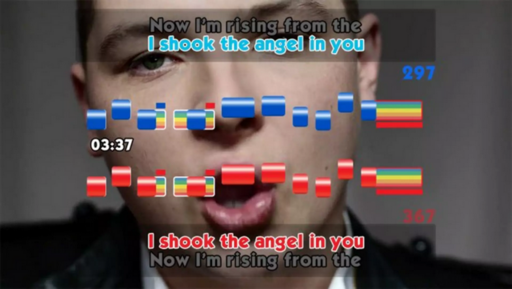 Now I'm rising from the
I shook the angel in you
297
03:37
367
I shook the angel in you
Now I'm rising from the